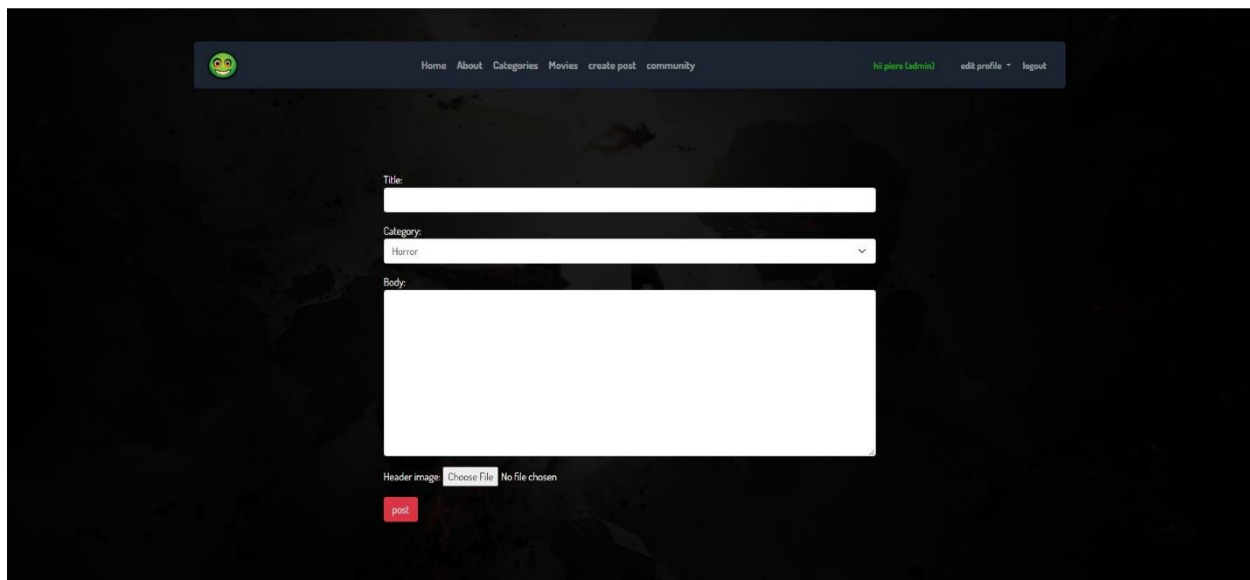 Home About Categories Movies create post community hii piero (admin) edit profile logout
Title:
Category:
Horror
Body:
Header image: Choose File No file chosen
post